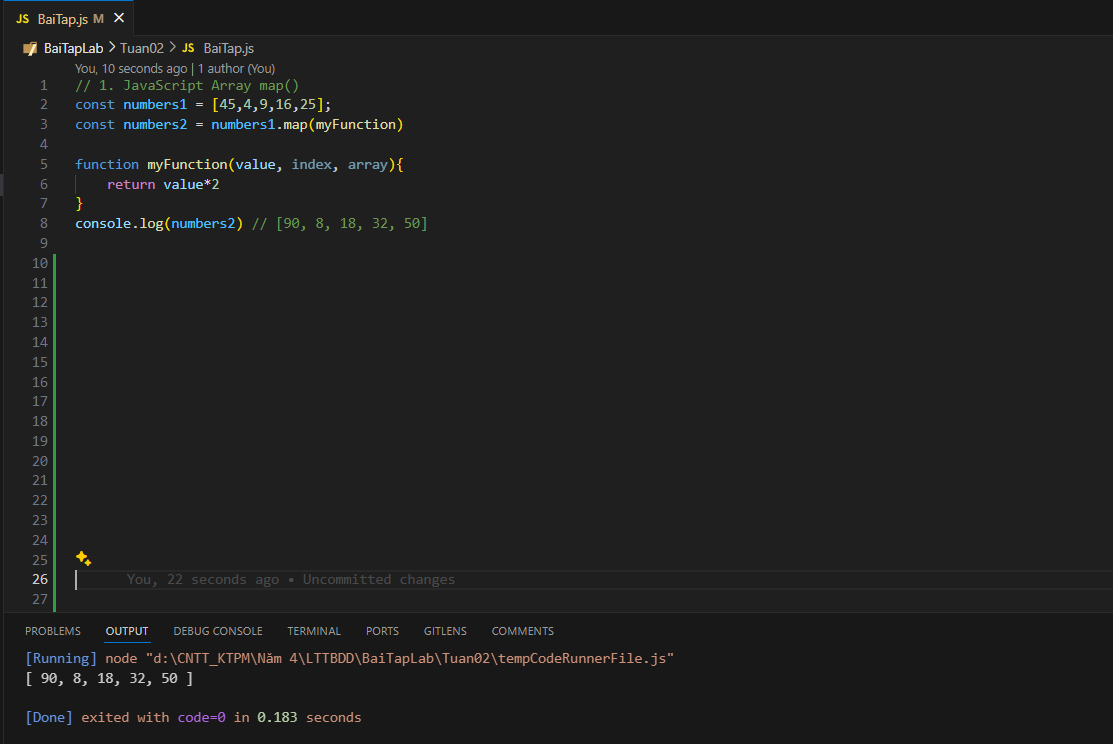 JS BaiTap.js M ×
BaiTapLab > Tuan02 > JS BaiTap.js
You, 10 seconds ago | 1 author (You)
1 // 1. JavaScript Array map()
2 const numbers1 = [45,4,9,16,25];
3 const numbers2 = numbers1.map(myFunction)
4
5 function myFunction(value, index, array){
6     return value*2
7 }
8 console.log(numbers2) // [90, 8, 18, 32, 50]
9
10
11
12
13
14
15
16
17
18
19
20
21
22
23
24
25
26 You, 22 seconds ago • Uncommitted changes
27
PROBLEMS OUTPUT DEBUG CONSOLE TERMINAL PORTS GITLENS COMMENTS
[Running] node "d:\CNTT_KTPM\Năm 4\LTTBDD\BaiTapLab\Tuan02\tempCodeRunnerFile.js"
[ 90, 8, 18, 32, 50 ]
[Done] exited with code=0 in 0.183 seconds